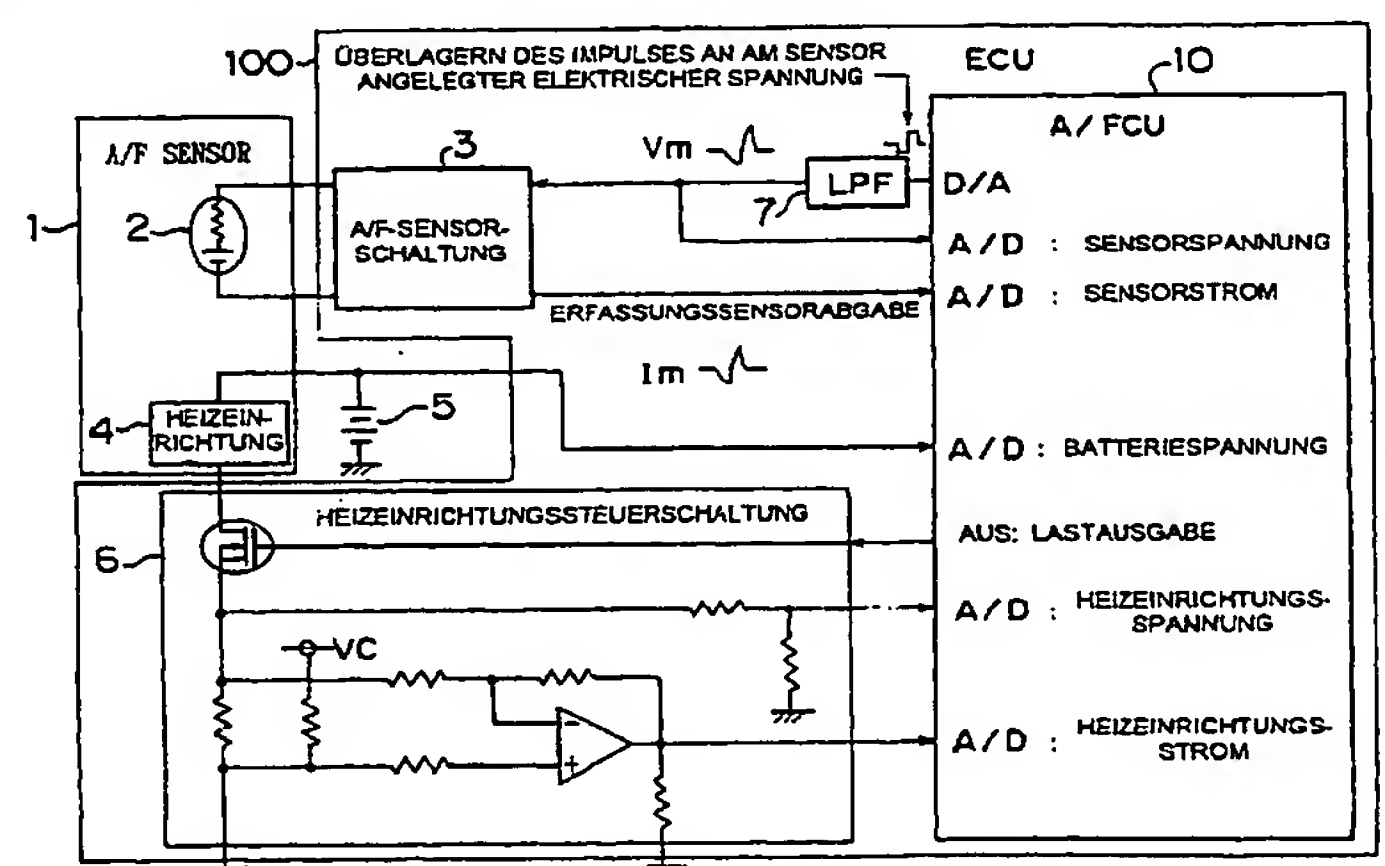 100
ÜBERLAGERN DES IMPULSES AN AM SENSOR
ANGELEGTER ELEKTRISCHER SPANNUNG
ECU
10
A/FCU
A/F SENSOR
1
2
3
A/F-SENSOR-
SCHALTUNG
Vm
LPF
7
D/A
A/D : SENSORSPANNUNG
A/D : SENSORSTROM
ERFASSUNGSSENSORABGABE
Im
4
HEIZEIN-
RICHTUNG
5
A/D : BATTERIESPANNUNG
6
HEIZEINRICHTUNGSSTEUERSCHALTUNG
AUS: LASTAUSGABE
A/D : HEIZEINRICHTUNGS-
SPANNUNG
VC
-
+
A/D : HEIZEINRICHTUNGS-
STROM